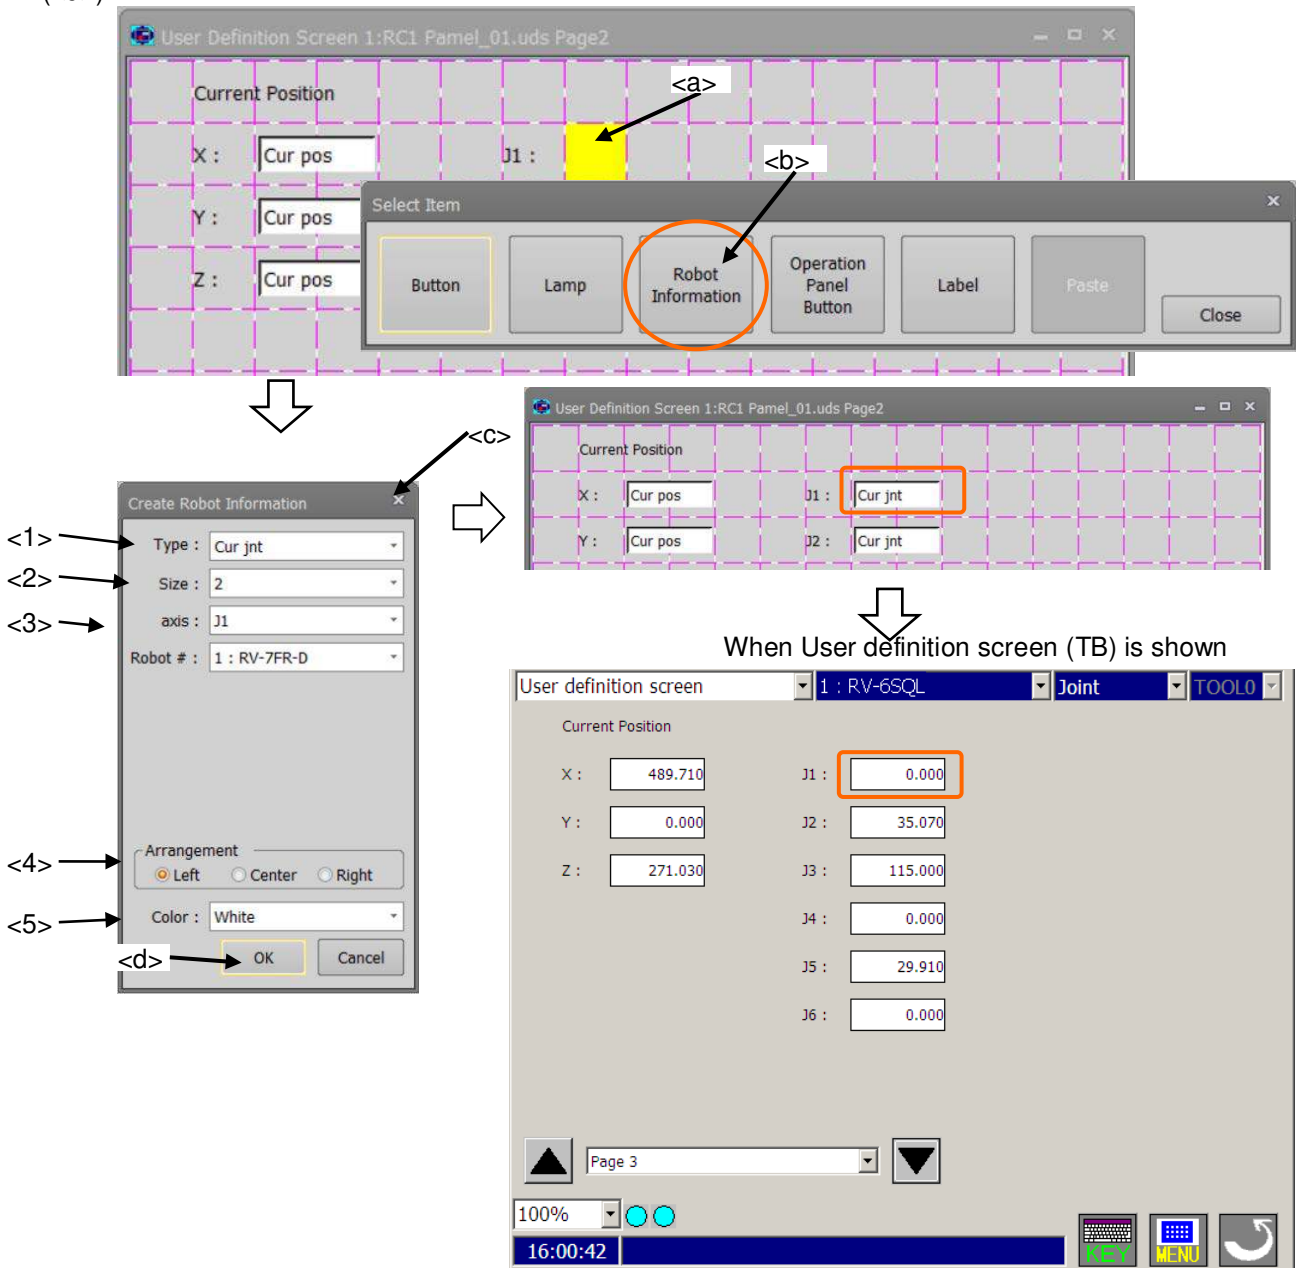 User Definition Screen 1:RC1 Pamel_01.uds Page2
Current Position
<a>
X : Cur pos J1 :
<b>
Select Item
Y : Cur pos
Z : Cur pos
Button Lamp Robot Information Operation Panel Button Label Paste
Close
<c>
User Definition Screen 1:RC1 Pamel_01.uds Page2
Current Position
X : Cur pos J1 : Cur jnt
Y : Cur pos J2 : Cur jnt
Create Robot Information
<1> Type : Cur jnt
<2> Size : 2
<3> axis : J1
Robot # : 1 : RV-7FR-D
<4> Arrangement
Left Center Right
<5> Color : White
<d> OK Cancel
When User definition screen (TB) is shown
User definition screen 1 : RV-6SQL Joint TOOL0
Current Position
X : 489.710 J1 : 0.000
Y : 0.000 J2 : 35.070
Z : 271.030 J3 : 115.000
J4 : 0.000
J5 : 29.910
J6 : 0.000
Page 3
100%
16:00:42 KEY MENU